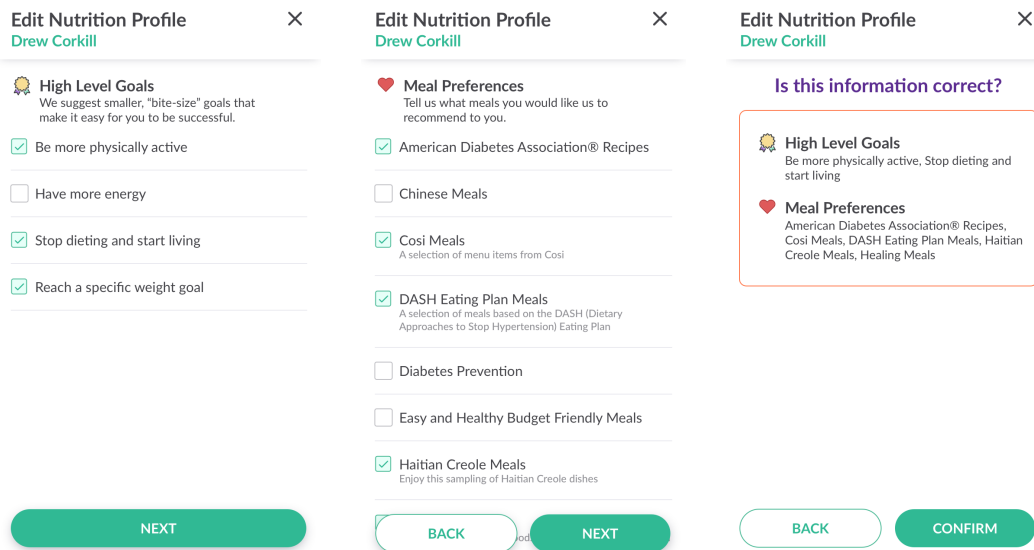 Edit Nutrition Profile
Drew Corkill
High Level Goals
We suggest smaller, “bite-size” goals that
make it easy for you to be successful.
Be more physically active
Have more energy
Stop dieting and start living
Reach a specific weight goal
NEXT
Edit Nutrition Profile
Drew Corkill
Meal Preferences
Tell us what meals you would like us to
recommend to you.
American Diabetes Association® Recipes
Chinese Meals
Cosi Meals
A selection of menu items from Cosi
DASH Eating Plan Meals
A selection of meals based on the DASH (Dietary
Approaches to Stop Hypertension) Eating Plan
Diabetes Prevention
Easy and Healthy Budget Friendly Meals
Haitian Creole Meals
Enjoy this sampling of Haitian Creole dishes
BACK
NEXT
Edit Nutrition Profile
Drew Corkill
Is this information correct?
High Level Goals
Be more physically active, Stop dieting and
start living
Meal Preferences
American Diabetes Association® Recipes,
Cosi Meals, DASH Eating Plan Meals, Haitian
Creole Meals, Healing Meals
BACK
CONFIRM